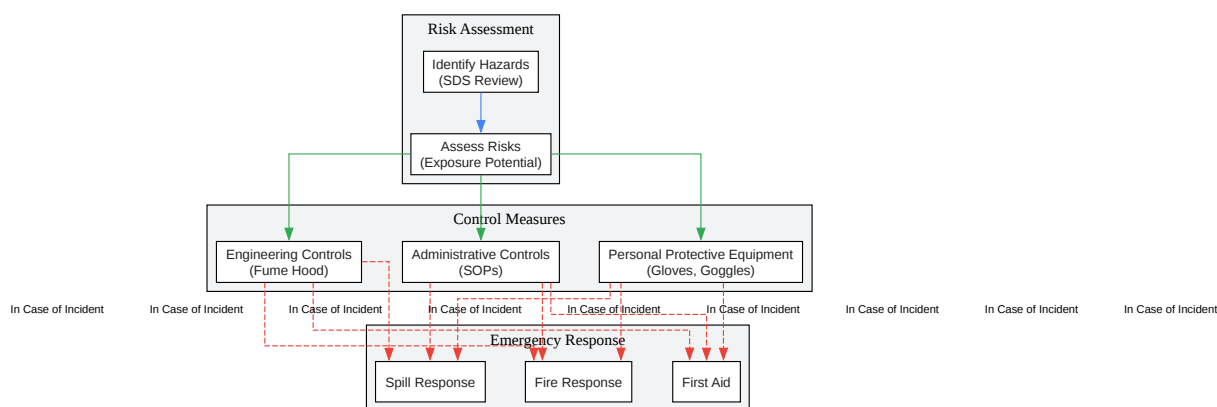 Risk Assessment
Identify Hazards
(SDS Review)
Assess Risks
(Exposure Potential)
Control Measures
Engineering Controls
(Fume Hood)
Administrative Controls
(SOPs)
Personal Protective Equipment
(Gloves, Goggles)
In Case of Incident
In Case of Incident
In Case of Incident
In Case of Incident
In Case of Incident
In Case of Incident
In Case of Incident
In Case of Incident
In Case of Incident
Emergency Response
Spill Response
Fire Response
First Aid